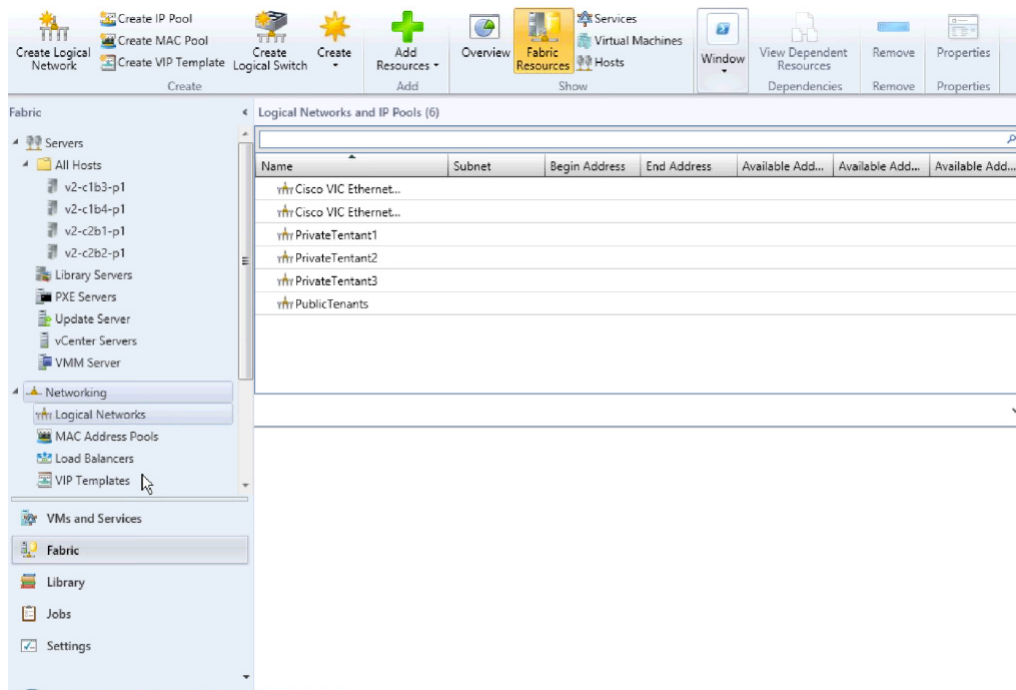 Create Logical Network
Create IP Pool
Create MAC Pool
Create VIP Template
Create Logical Switch
Create
Add Resources
Overview
Fabric Resources
Services
Virtual Machines
Hosts
Window
View Dependent Resources
Remove
Properties
Create
Add
Show
Dependencies
Remove
Properties
Fabric
Logical Networks and IP Pools (6)
Servers
All Hosts
v2-c1b3-p1
v2-c1b4-p1
v2-c2b1-p1
v2-c2b2-p1
Library Servers
PXE Servers
Update Server
vCenter Servers
VMM Server
Networking
Logical Networks
MAC Address Pools
Load Balancers
VIP Templates
VMs and Services
Fabric
Library
Jobs
Settings
Name Subnet Begin Address End Address Available Add... Available Add... Available Add...
Cisco VIC Ethernet...
Cisco VIC Ethernet...
PrivateTentant1
PrivateTentant2
PrivateTentant3
PublicTenants